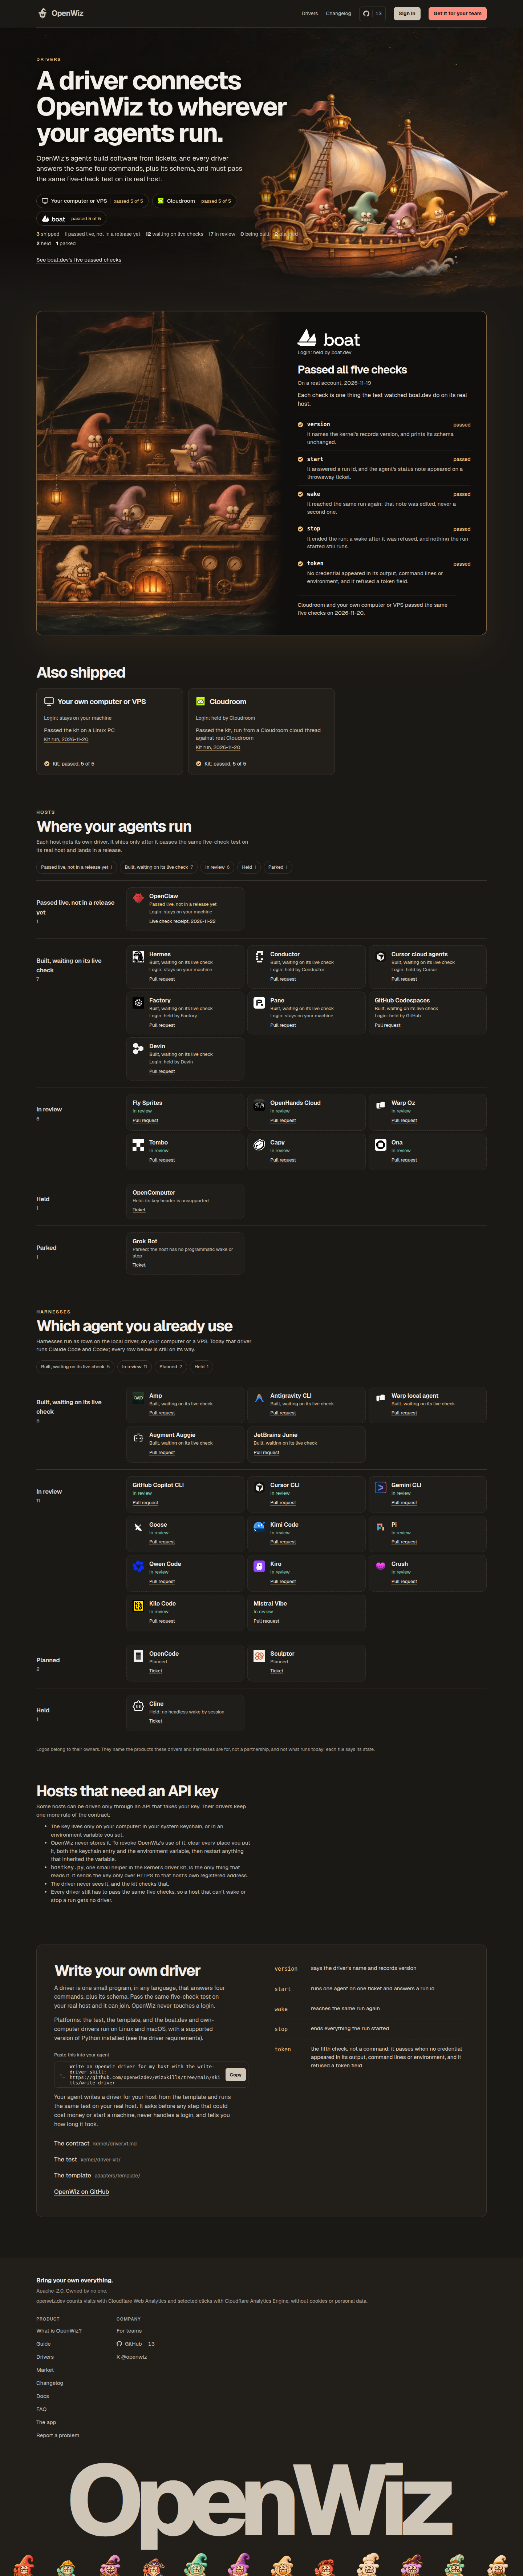 OpenWiz
Drivers
Changelog
13
Sign in
Get it for your team
DRIVERS
A driver connects
OpenWiz to wherever
your agents run.
OpenWiz's agents build software from tickets, and every driver
answers the same four commands, plus its schema, and must pass
the same five-check test on its real host.
Your computer or VPS passed 5 of 5
Cloudroom passed 5 of 5
boat passed 5 of 5
3 shipped 1 passed live, not in a release yet 12 waiting on live checks 17 in review 0 being built
2 held 1 parked
See boat.dev's five passed checks
boat
Login: held by boat.dev
Passed all five checks
On a real account, 2026-11-19
Each check is one thing the test watched boat.dev do on its real
host.
version passed
It names the kernel's records version, and prints its schema
unchanged.
start passed
It answered a run id, and the agent's status note appeared on a
throwaway ticket.
wake passed
It reached the same run again: that note was edited, never a
second one.
stop passed
It ended the run: a wake after it was refused, and nothing the run
started still runs.
token passed
No credential appeared in its output, command lines or
environment, and it refused a token field.
Cloudroom and your own computer or VPS passed the same
five checks on 2026-11-20.
Also shipped
Your own computer or VPS
Login: stays on your machine
Passed the kit on a Linux PC
Kit run, 2026-11-20
Kit: passed, 5 of 5
Cloudroom
Login: held by Cloudroom
Passed the kit, run from a Cloudroom cloud thread
against real Cloudroom
Kit run, 2026-11-20
Kit: passed, 5 of 5
HOSTS
Where your agents run
Each host gets its own driver. It ships only after it passes the same five-check test on
its real host and lands in a release.
Passed live, not in a release yet 1
Built, waiting on its live check 7
In review 6
Held 1
Parked 1
Passed live, not in a release
yet
1
OpenClaw
Passed live, not in a release yet
Login: stays on your machine
Live check receipt, 2026-11-22
Built, waiting on its live
check
7
Hermes
Built, waiting on its live check
Login: stays on your machine
Pull request
Conductor
Built, waiting on its live check
Login: held by Conductor
Pull request
Cursor cloud agents
Built, waiting on its live check
Login: held by Cursor
Pull request
Factory
Built, waiting on its live check
Login: held by Factory
Pull request
Pane
Built, waiting on its live check
Login: stays on your machine
Pull request
GitHub Codespaces
Built, waiting on its live check
Login: held by GitHub
Pull request
Devin
Built, waiting on its live check
Login: held by Devin
Pull request
In review
6
Fly Sprites
In review
Pull request
OpenHands Cloud
In review
Pull request
Warp Oz
In review
Pull request
Tembo
In review
Pull request
Capy
In review
Pull request
Ona
In review
Pull request
Held
1
OpenComputer
Held: its key header is unsupported
Ticket
Parked
1
Grok Bot
Parked: the host has no programmatic wake or
stop
Ticket
HARNESSES
Which agent you already use
Harnesses run as rows on the local driver, on your computer or a VPS. Today that driver
runs Claude Code and Codex; every row below is still on its way.
Built, waiting on its live check 5
In review 11
Planned 2
Held 1
Built, waiting on its live
check
5
Amp
Built, waiting on its live check
Pull request
Antigravity CLI
Built, waiting on its live check
Pull request
Warp local agent
Built, waiting on its live check
Pull request
Augment Auggie
Built, waiting on its live check
Pull request
JetBrains Junie
Built, waiting on its live check
Pull request
In review
11
GitHub Copilot CLI
In review
Pull request
Cursor CLI
In review
Pull request
Gemini CLI
In review
Pull request
Goose
In review
Pull request
Kimi Code
In review
Pull request
Pi
In review
Pull request
Qwen Code
In review
Pull request
Kiro
In review
Pull request
Crush
In review
Pull request
Kilo Code
In review
Pull request
Mistral Vibe
In review
Pull request
Planned
2
OpenCode
Planned
Ticket
Sculptor
Planned
Ticket
Held
1
Cline
Held: no headless wake by session
Ticket
Logos belong to their owners. They name the products these drivers and harnesses are for, not a partnership, and not what runs today: each tile says its state.
Hosts that need an API key
Some hosts can be driven only through an API that takes your key. Their drivers keep
one more rule of the contract:
The key lives only on your computer: in your system keychain, or in an
environment variable you set.
OpenWiz never stores it. To revoke OpenWiz's use of it, clear every place you put
it, both the keychain entry and the environment variable, then restart anything
that inherited the variable.
hostkey.py, one small helper in the kernel's driver kit, is the only thing that
reads it. It sends the key only over HTTPS to that host's own registered address.
The driver never sees it, and the kit checks that.
Every driver still has to pass the same five checks, so a host that can't wake or
stop a run gets no driver.
Write your own driver
A driver is one small program, in any language, that answers four
commands, plus its schema. Pass the same five-check test on
your real host and it can join. OpenWiz never touches a login.
Platforms: the test, the template, and the boat.dev and own-
computer drivers run on Linux and macOS, with a supported
version of Python installed (see the driver requirements).
Paste this into your agent
Write an OpenWiz driver for my host with the write-
driver skill:
https://github.com/openwizdev/WizSkills/tree/main/ski
lls/write-driver
Copy
Your agent writes a driver for your host from the template and runs
the same test on your real host. It asks before any step that could
cost money or start a machine, never handles a login, and tells you
how long it took.
The contract kernel/driver.v1.md
The test kernel/driver-kit/
The template adapters/template/
OpenWiz on GitHub
version says the driver's name and records version
start runs one agent on one ticket and answers a run id
wake reaches the same run again
stop ends everything the run started
token the fifth check, not a command: it passes when no credential
appeared in its output, command lines or environment, and it
refused a token field
Bring your own everything.
Apache-2.0. Owned by no one.
openwiz.dev counts visits with Cloudflare Web Analytics and selected clicks with Cloudflare Analytics Engine, without cookies or personal data.
PRODUCT
What is OpenWiz?
Guide
Drivers
Market
Changelog
Docs
FAQ
The app
Report a problem
COMPANY
For teams
GitHub 13
X @openwiz
OpenWiz